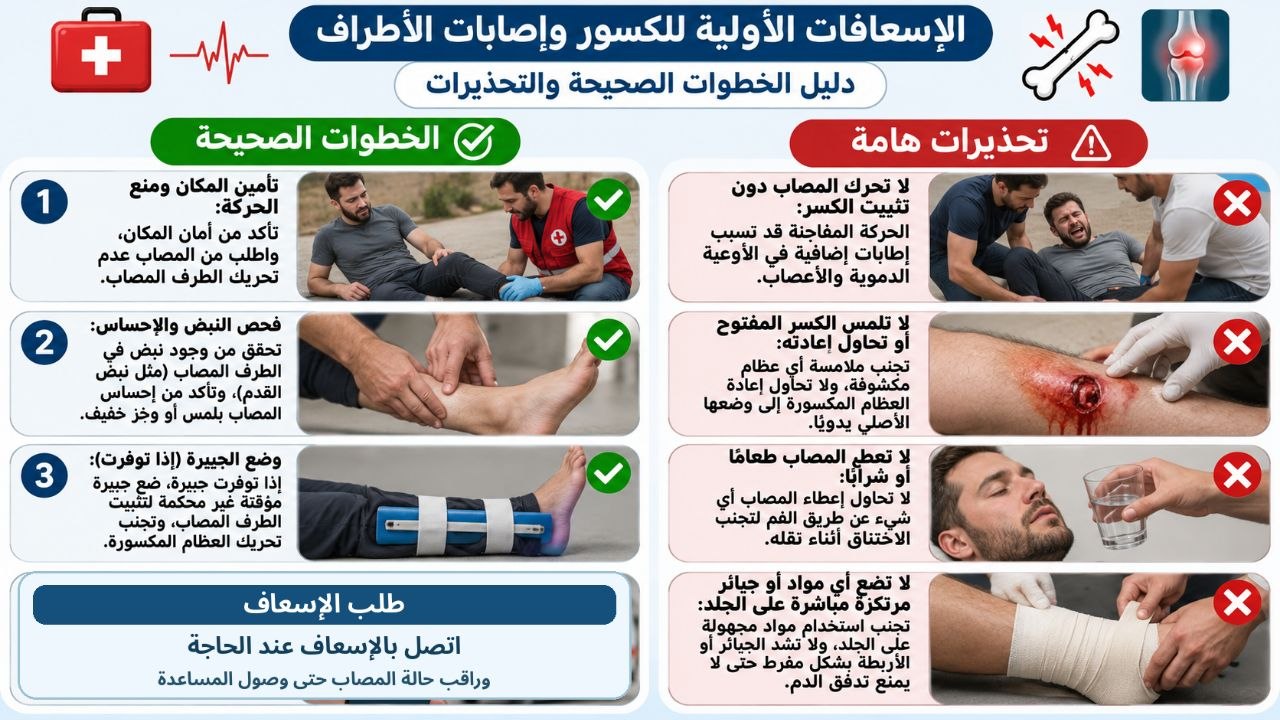 الإسعافات الأولية للكسور وإصابات الأطراف
دليل الخطوات الصحيحة والتحذيرات
تحذيرات هامة
لا تحرك المصاب دون
تثبيت الكسر:
الحركة المفاجنة قد تسبب
إطابات إضافية في الأوعية
الدموية والأعصاب.
لا تلمس الكسر المفتوح
أو تحاول إعادته:
تجنب ملامسة أي عظام
مكشوفة، ولا تحاول إعادة
العظام المكسورة إلى وضعها
الأصلي يدويًا.
لا تعطِ المصاب طعامًا
أو شرابًا:
لا تحاول إعطاء المصاب أي
شيء عن طريق الفم لتجنب
الاختناق أثناء تقله.
لا تضع أي مواد أو جبائر
مرتكزة مباشرة على الجلد:
تجنب استخدام مواد مجهولة
على الجلد، ولا تشد الجبائر أو
الأربطة بشكل مفرط حتى لا
يمنع تدفق الدم.
الخطوات الصحيحة
1
تأمين المكان ومنع
الحركة:
تأكد من أمان المكان،
واطلب من المصاب عدم
تحريك الطرف المصاب.
2
فحص النبض والإحساس:
تحقق من وجود نبض في
الطرف المصاب (مثل نبض
القدم)، وتأكد من إحساس
المصاب بلمس أو وخز خفيف.
3
وضع الجبيرة (إذا توفرت):
إذا توفرت جبيرة، ضع جبيرة
مؤقتة غير محكمة لتثبيت
الطرف المصاب، وتجنب
تحريك العظام المكسورة.
طلب الإسعاف
اتصل بالإسعاف عند الحاجة
وراقب حالة المصاب حتى وصول المساعدة